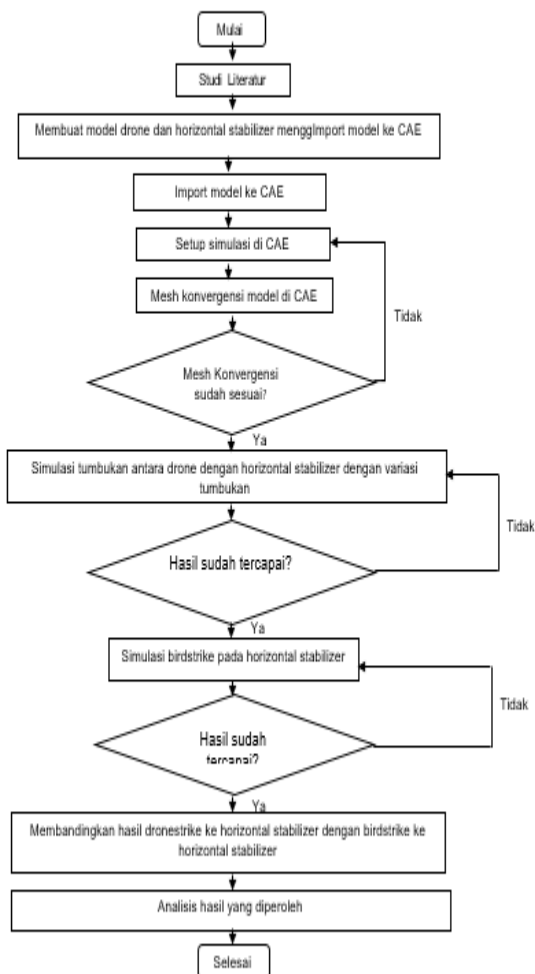 Mulai
Studi Literatur
Membuat model drone dan horizontal stabilizer menggImport model ke CAE
Import model ke CAE
Setup simulasi di CAE
Mesh konvergensi model di CAE
Tidak
Mesh Konvergensi
sudah sesuai?
Ya
Simulasi tumbukan antara drone dengan horizontal stabilizer dengan variasi
tumbukan
Tidak
Hasil sudah tercapai?
Ya
Simulasi birdstrike pada horizontal stabilizer
Tidak
Hasil sudah
tercapai?
Ya
Membandingkan hasil dronestrike ke horizontal stabilizer dengan birdstrike ke
horizontal stabilizer
Analisis hasil yang diperoleh
Selesai